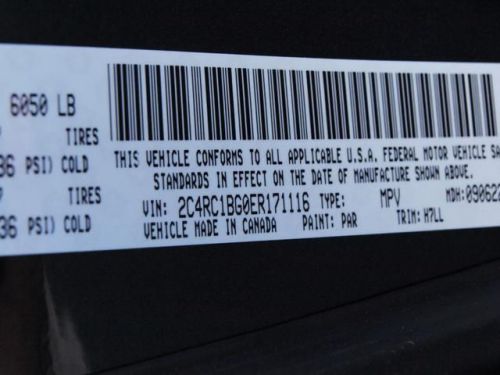 6050 LB
TIRES
36 PSI) COLD
THIS VEHICLE CONFORMS TO ALL APPLICABLE U.S.A. FEDERAL MOTOR VEHICLE SA
TIRES
STANDARDS IN EFFECT ON THE DATE OF MANUFACTURE SHOWN ABOVE.
36 PSI) COLD
VIN: 2C4RC1BG0ER171116 TYPE: MPV MDH: 09062
VEHICLE MADE IN CANADA PAINT: PAR TRIM: H7LL